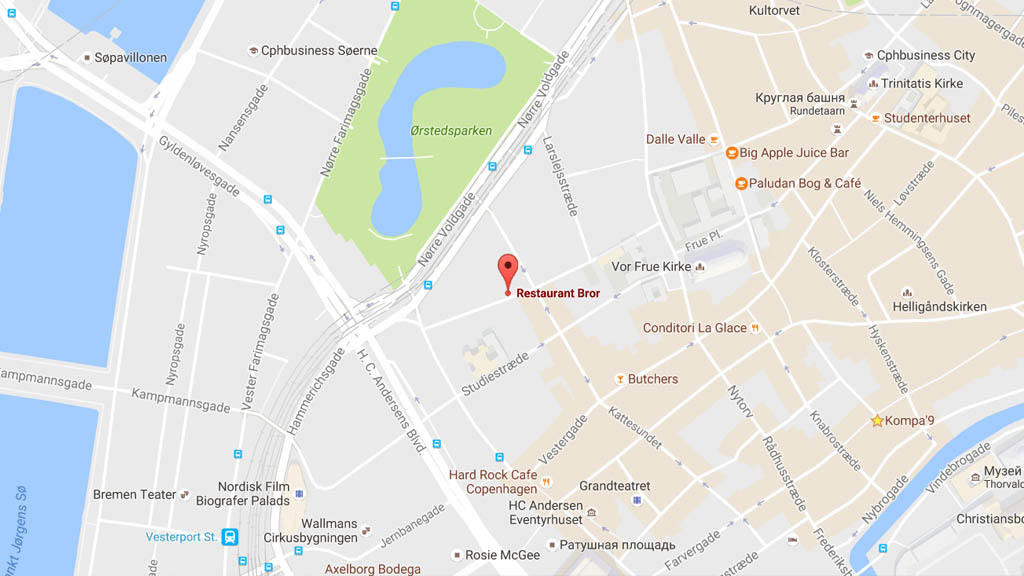 Kultorvet
Søpavillonen
Cphbusiness Søerne
Cphbusiness City
Trinitatis Kirke
Nørre Voldgade
Nørre Farimagsgade
Nansensgade
Круглая башня
Rundetaarn
Studenterhuset
Ørstedsparken
Dalle Valle
Big Apple Juice Bar
Gyldenløvesgade
Larslejsstræde
Paludan Bog & Café
Løvstræde
Niels Hemmingsens Gade
Nyropsgade
Nørre Voldgade
Frue Pl.
Vor Frue Kirke
Klosterstræde
Restaurant Bror
Helligåndskirken
Vester Farimagsgade
Nyropsgade
Conditori La Glace
Hyskenstræde
H. C. Andersens Blvd
Hammerichsgade
Studiestræde
Butchers
Kampmannsgade
Kampmannsgade
Nytorv
Kattesundet
Knabrostræde
Kompa'9
Vestergade
Rådhusstræde
Vindebrogade
Hard Rock Cafe
Copenhagen
Grandteatret
Музей
Thorval
Nordisk Film
Biografer Palads
Bremen Teater
HC Andersen
Eventyrhuset
Nybrogade
Jernbanegade
Wallmans
Cirkusbygningen
Christiansbo
Vesterport St.
Rosie McGee
Ратушная площадь
Farvergade
Frederiksh
Axelborg Bodega
nkt Jørgens Sø